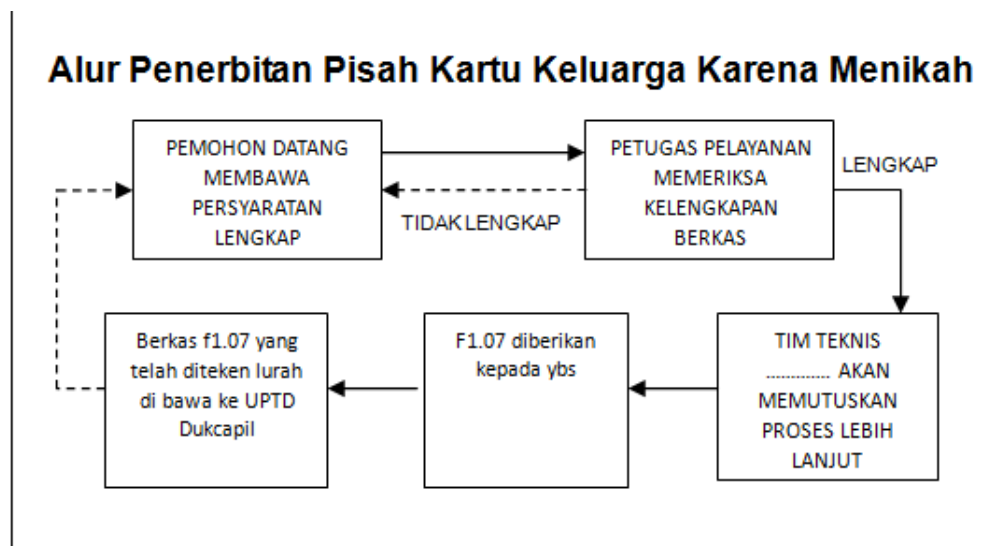 Alur Penerbitan Pisah Kartu Keluarga Karena Menikah
PEMOHON DATANG
MEMBAWA
PERSYARATAN
LENGKAP
TIDAK LENGKAP
PETUGAS PELAYANAN
MEMERIKSA
KELENGKAPAN
BERKAS
LENGKAP
TIM TEKNIS
.............. AKAN
MEMUTUSKAN
PROSES LEBIH
LANJUT
F1.07 diberikan
kepada ybs
Berkas f1.07 yang
telah diteken lurah
di bawa ke UPTD
Dukcapil